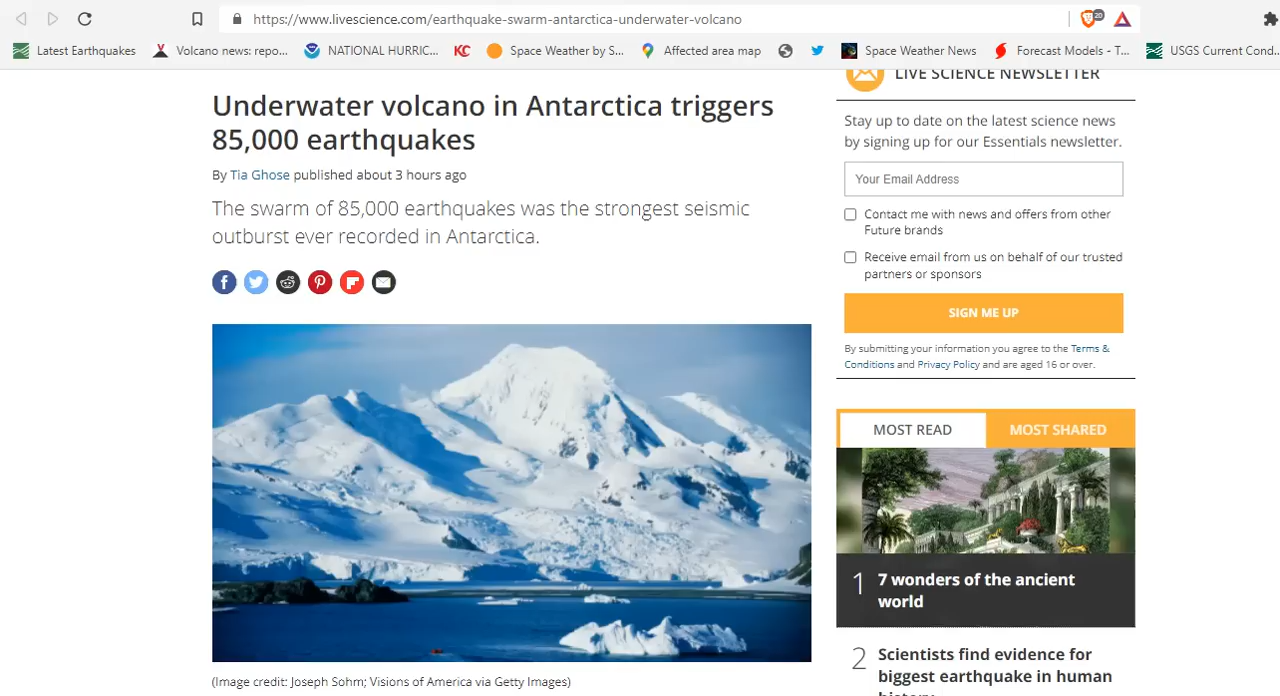 https://www.livescience.com/earthquake-swarm-antarctica-underwater-volcano
20
Latest Earthquakes
Volcano news: repo...
NATIONAL HURRIC...
KC
Space Weather by S...
Affected area map
Space Weather News
Forecast Models - T...
USGS Current Cond...
Underwater volcano in Antarctica triggers
85,000 earthquakes
By Tia Ghose published about 3 hours ago
The swarm of 85,000 earthquakes was the strongest seismic
outburst ever recorded in Antarctica.
(Image credit: Joseph Sohm; Visions of America via Getty Images)
LIVE SCIENCE NEWSLETTER
Stay up to date on the latest science news
by signing up for our Essentials newsletter.
Your Email Address
Contact me with news and offers from other
Future brands
Receive email from us on behalf of our trusted
partners or sponsors
SIGN ME UP
By submitting your information you agree to the Terms &
Conditions and Privacy Policy and are aged 16 or over.
MOST READ
MOST SHARED
1 7 wonders of the ancient
world
2 Scientists find evidence for
biggest earthquake in human